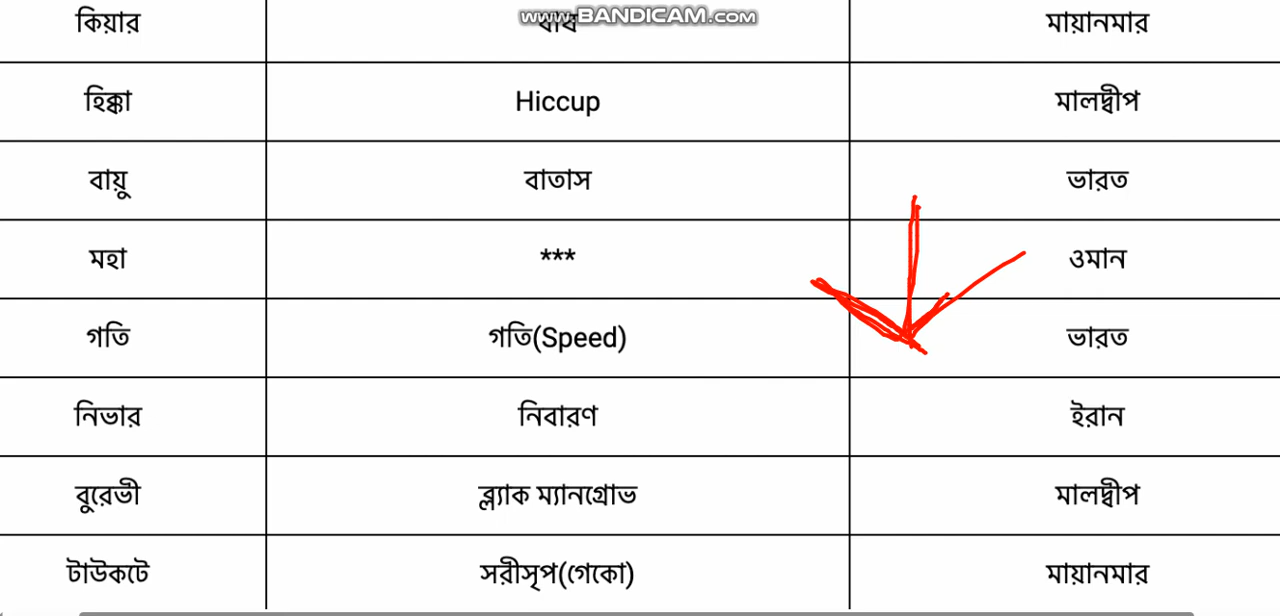 www.BANDICAM.com
কিয়ার মায়ানমার
হিক্কা Hiccup মালদ্বীপ
বায়ু বাতাস ভারত
মহা *** ওমান
গতি গতি(Speed) ভারত
নিভার নিবারণ ইরান
বুরেভী ব্ল্যাক ম্যানগ্রোভ মালদ্বীপ
টাউকটে সরীসৃপ(গেকো) মায়ানমার